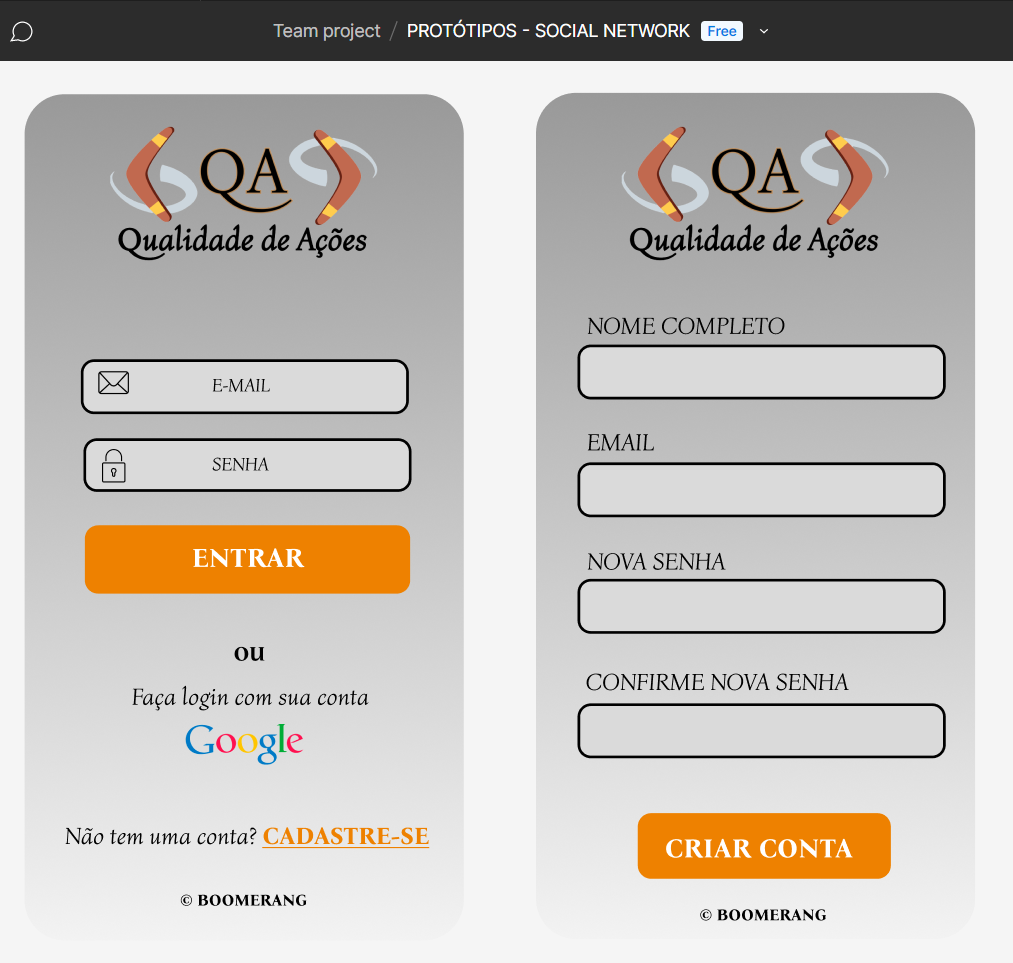 Team project / PROTÓTIPOS - SOCIAL NETWORK Free
QA
Qualidade de Ações
E-MAIL
SENHA
ENTRAR
ou
Faça login com sua conta
Google
Não tem uma conta? CADASTRE-SE
© BOOMERANG
QA
Qualidade de Ações
NOME COMPLETO
EMAIL
NOVA SENHA
CONFIRME NOVA SENHA
CRIAR CONTA
© BOOMERANG